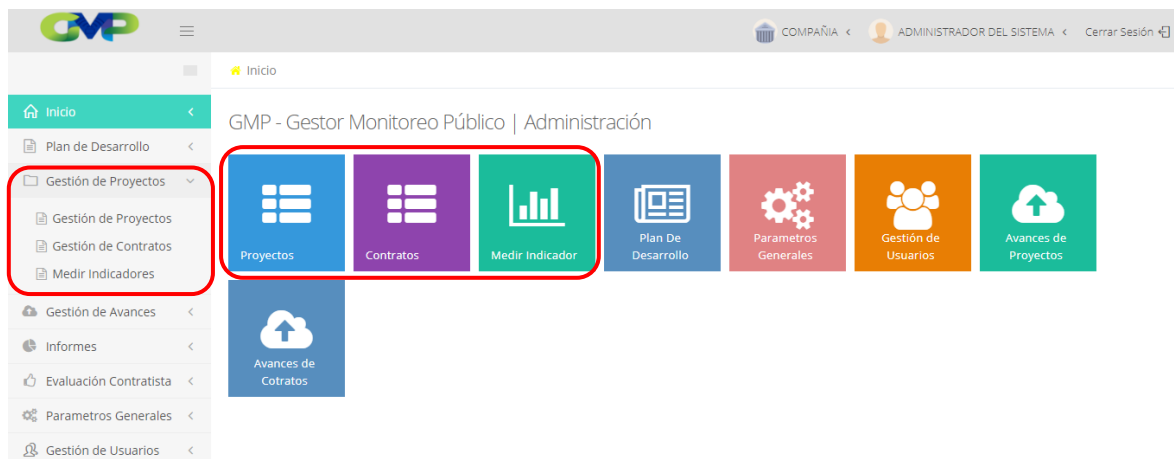 GMP
COMPAÑIA
ADMINISTRADOR DEL SISTEMA
Cerrar Sesión
Inicio
Inicio
Plan de Desarrollo
Gestión de Proyectos
Gestión de Proyectos
Gestión de Contratos
Medir Indicadores
Gestión de Avances
Informes
Evaluación Contratista
Parametros Generales
Gestión de Usuarios
GMP - Gestor Monitoreo Público | Administración
Proyectos
Contratos
Medir Indicador
Plan De
Desarrollo
Parametros
Generales
Gestión de
Usuarios
Avances de
Proyectos
Avances de
Cotratos